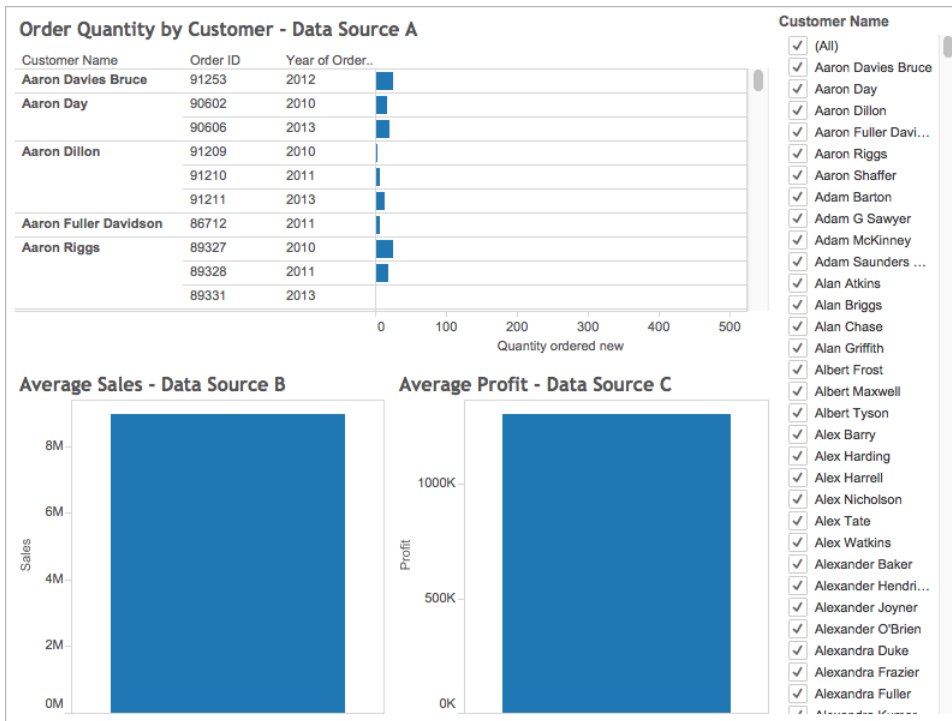 Order Quantity by Customer - Data Source A
Customer Name Order ID Year of Order..
Aaron Davies Bruce 91253 2012
Aaron Day 90602 2010
90606 2013
Aaron Dillon 91209 2010
91210 2011
91211 2013
Aaron Fuller Davidson 86712 2011
Aaron Riggs 89327 2010
89328 2011
89331 2013
0 100 200 300 400 500
Quantity ordered new
Average Sales - Data Source B
8M
6M
4M
2M
0M
Sales
Average Profit - Data Source C
1000K
500K
0K
Profit
Customer Name
(All)
Aaron Davies Bruce
Aaron Day
Aaron Dillon
Aaron Fuller Davi...
Aaron Riggs
Aaron Shaffer
Adam Barton
Adam G Sawyer
Adam McKinney
Adam Saunders ...
Alan Atkins
Alan Briggs
Alan Chase
Alan Griffith
Albert Frost
Albert Maxwell
Albert Tyson
Alex Barry
Alex Harding
Alex Harrell
Alex Nicholson
Alex Tate
Alex Watkins
Alexander Baker
Alexander Hendri...
Alexander Joyner
Alexander O'Brien
Alexandra Duke
Alexandra Frazier
Alexandra Fuller